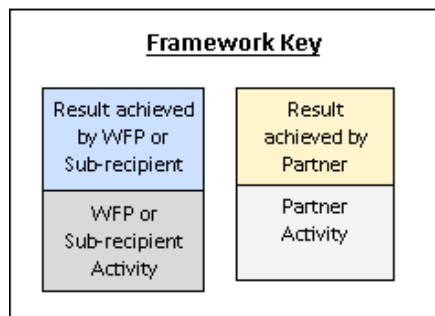 Framework Key
Result achieved
by WFP or
Sub-recipient
WFP or
Sub-recipient
Activity
Result
achieved by
Partner
Partner
Activity